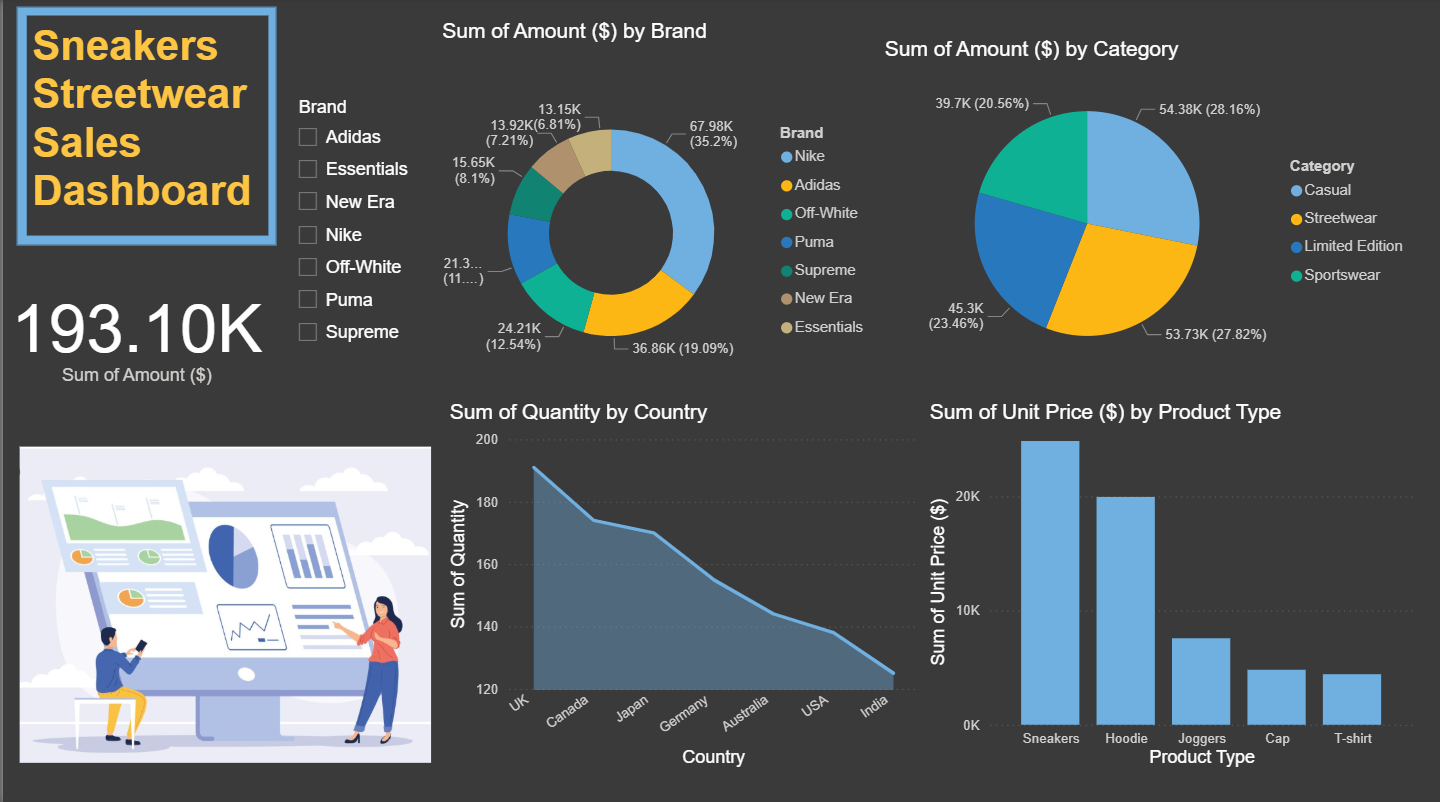 Sneakers
Streetwear
Sales
Dashboard
193.10K
Sum of Amount ($)
Brand
Adidas
Essentials
New Era
Nike
Off-White
Puma
Supreme
Sum of Amount ($) by Brand
67.98K
(35.2%)
36.86K (19.09%)
24.21K
(12.54%)
21.3...
(11....)
15.65K
(8.1%)
13.92K
(7.21%)
13.15K
(6.81%)
Brand
Nike
Adidas
Off-White
Puma
Supreme
New Era
Essentials
Sum of Amount ($) by Category
54.38K (28.16%)
53.73K (27.82%)
45.3K
(23.46%)
39.7K (20.56%)
Category
Casual
Streetwear
Limited Edition
Sportswear
Sum of Quantity by Country
Sum of Quantity
200
180
160
140
120
UK
Canada
Japan
Germany
Australia
USA
India
Country
Sum of Unit Price ($) by Product Type
Sum of Unit Price ($)
20K
10K
0K
Sneakers
Hoodie
Joggers
Cap
T-shirt
Product Type